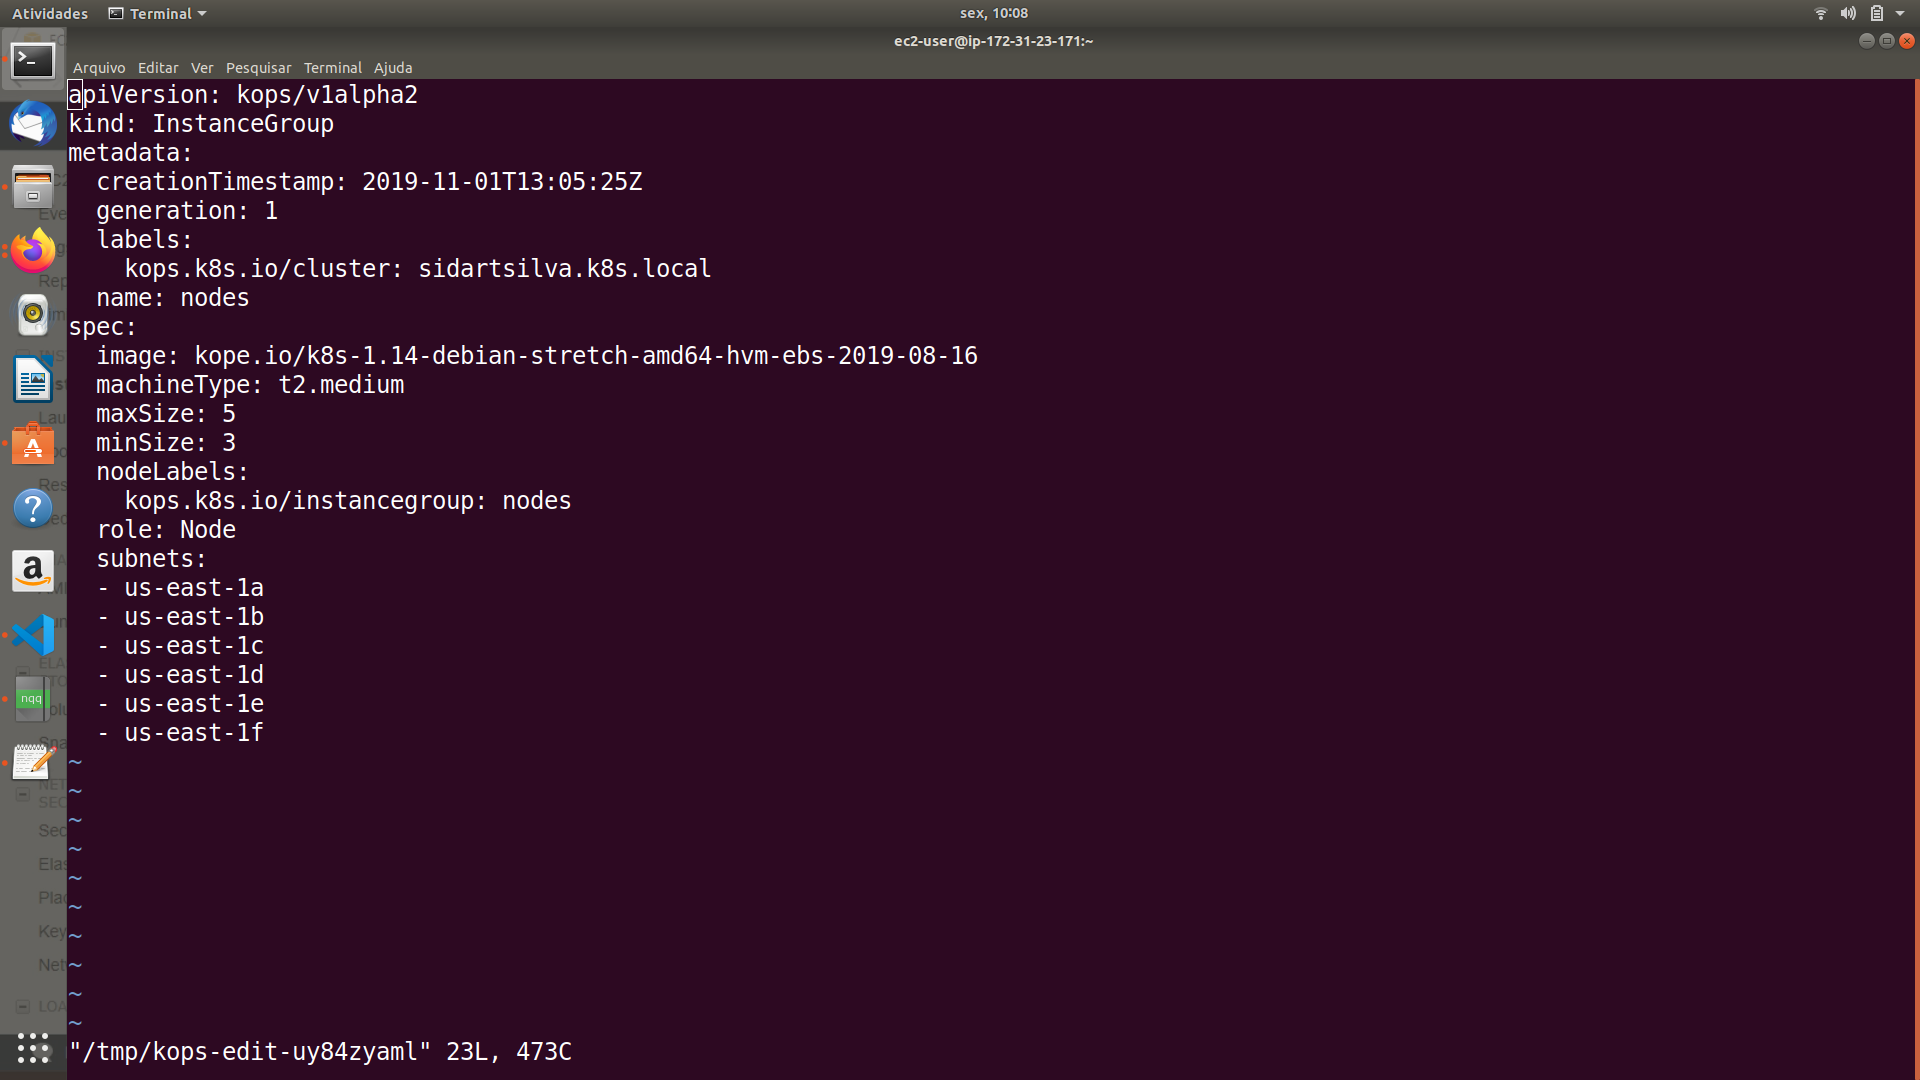 Atividades
Terminal
sex, 10:08
ec2-user@ip-172-31-23-171:~
Arquivo Editar Ver Pesquisar Terminal Ajuda
apiVersion: kops/v1alpha2
kind: InstanceGroup
metadata:
  creationTimestamp: 2019-11-01T13:05:25Z
  generation: 1
  labels:
    kops.k8s.io/cluster: sidartsilva.k8s.local
  name: nodes
spec:
  image: kope.io/k8s-1.14-debian-stretch-amd64-hvm-ebs-2019-08-16
  machineType: t2.medium
  maxSize: 5
  minSize: 3
  nodeLabels:
    kops.k8s.io/instancegroup: nodes
  role: Node
  subnets:
  - us-east-1a
  - us-east-1b
  - us-east-1c
  - us-east-1d
  - us-east-1e
  - us-east-1f
~
~
~
~
~
~
~
~
~
~
"/tmp/kops-edit-uy84zyaml" 23L, 473C
nqq